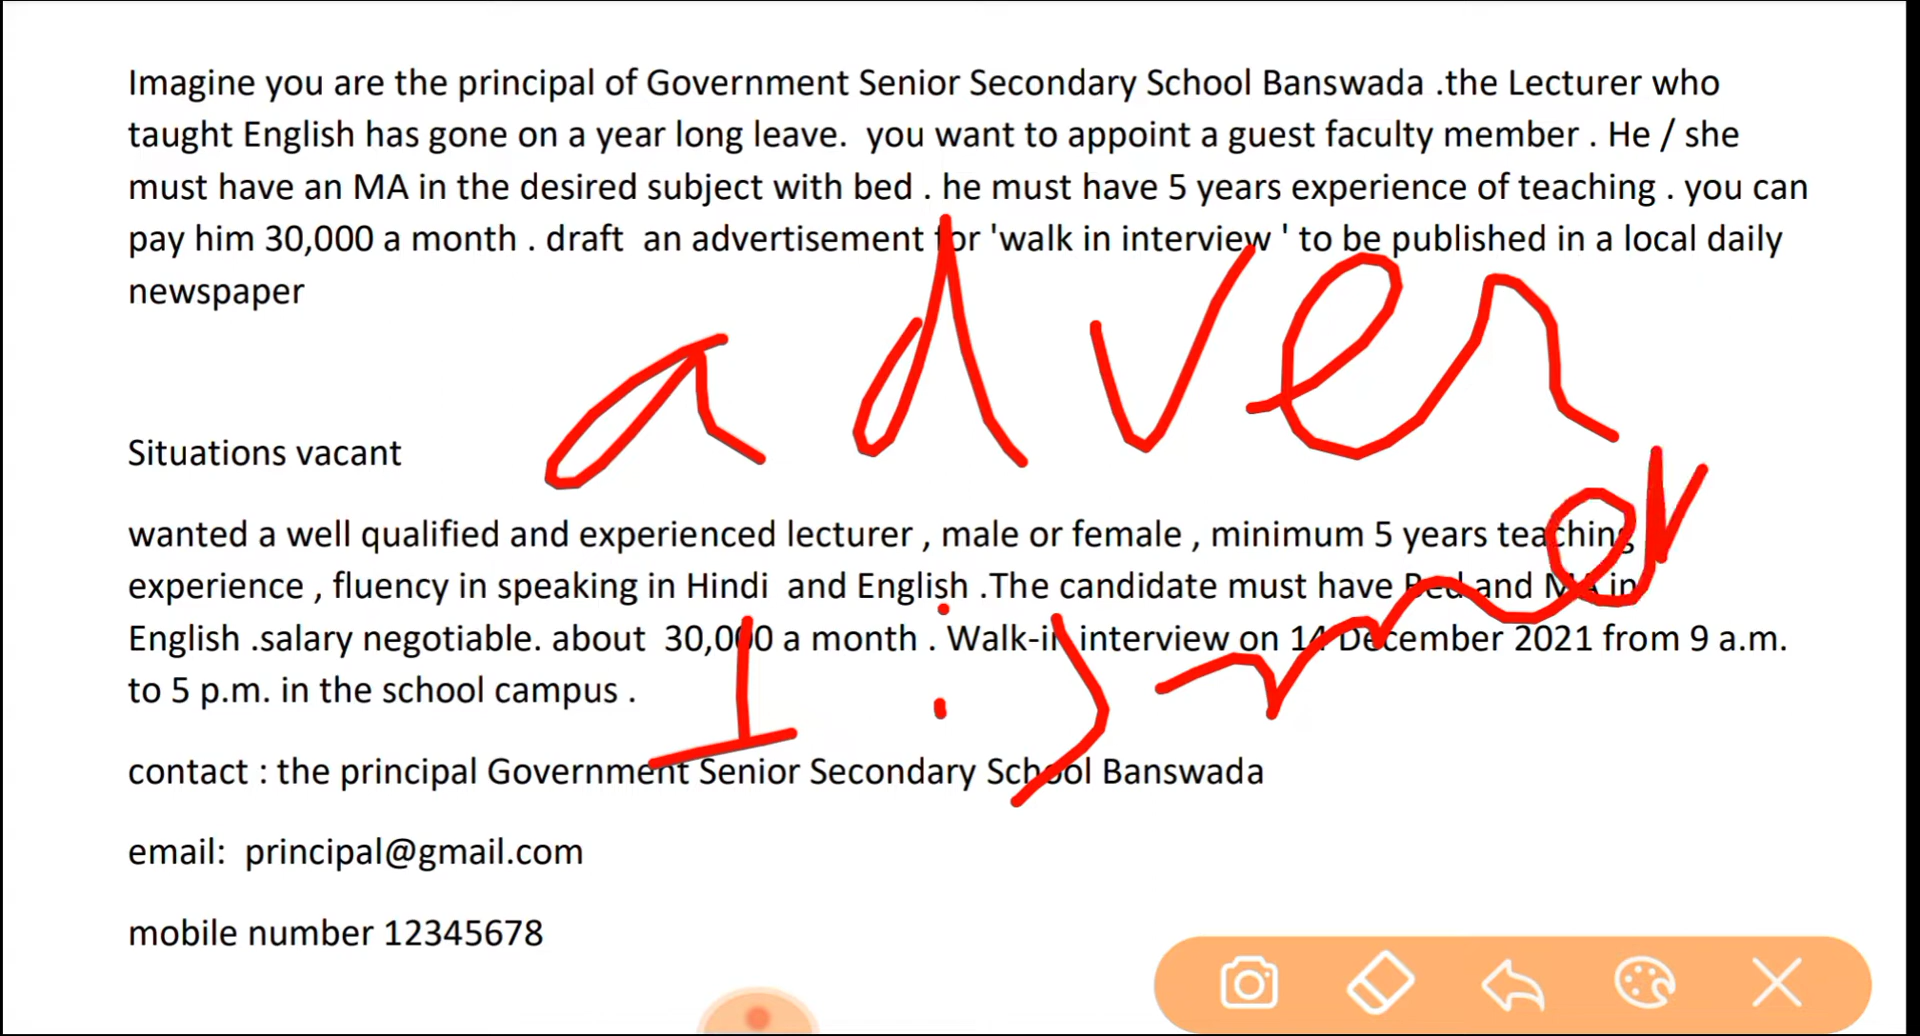 Imagine you are the principal of Government Senior Secondary School Banswada .the Lecturer who
taught English has gone on a year long leave.  you want to appoint a guest faculty member . He / she
must have an MA in the desired subject with bed . he must have 5 years experience of teaching . you can
pay him 30,000 a month . draft  an advertisement for 'walk in interview ' to be published in a local daily
newspaper
adver
Situations vacant
wanted a well qualified and experienced lecturer , male or female , minimum 5 years teaching
experience , fluency in speaking in Hindi  and English .The candidate must have Bed and MA in
English .salary negotiable. about  30,000 a month . Walk-in interview on 14 December 2021 from 9 a.m.
to 5 p.m. in the school campus .
contact : the principal Government Senior Secondary School Banswada
email:  principal@gmail.com
mobile number 12345678